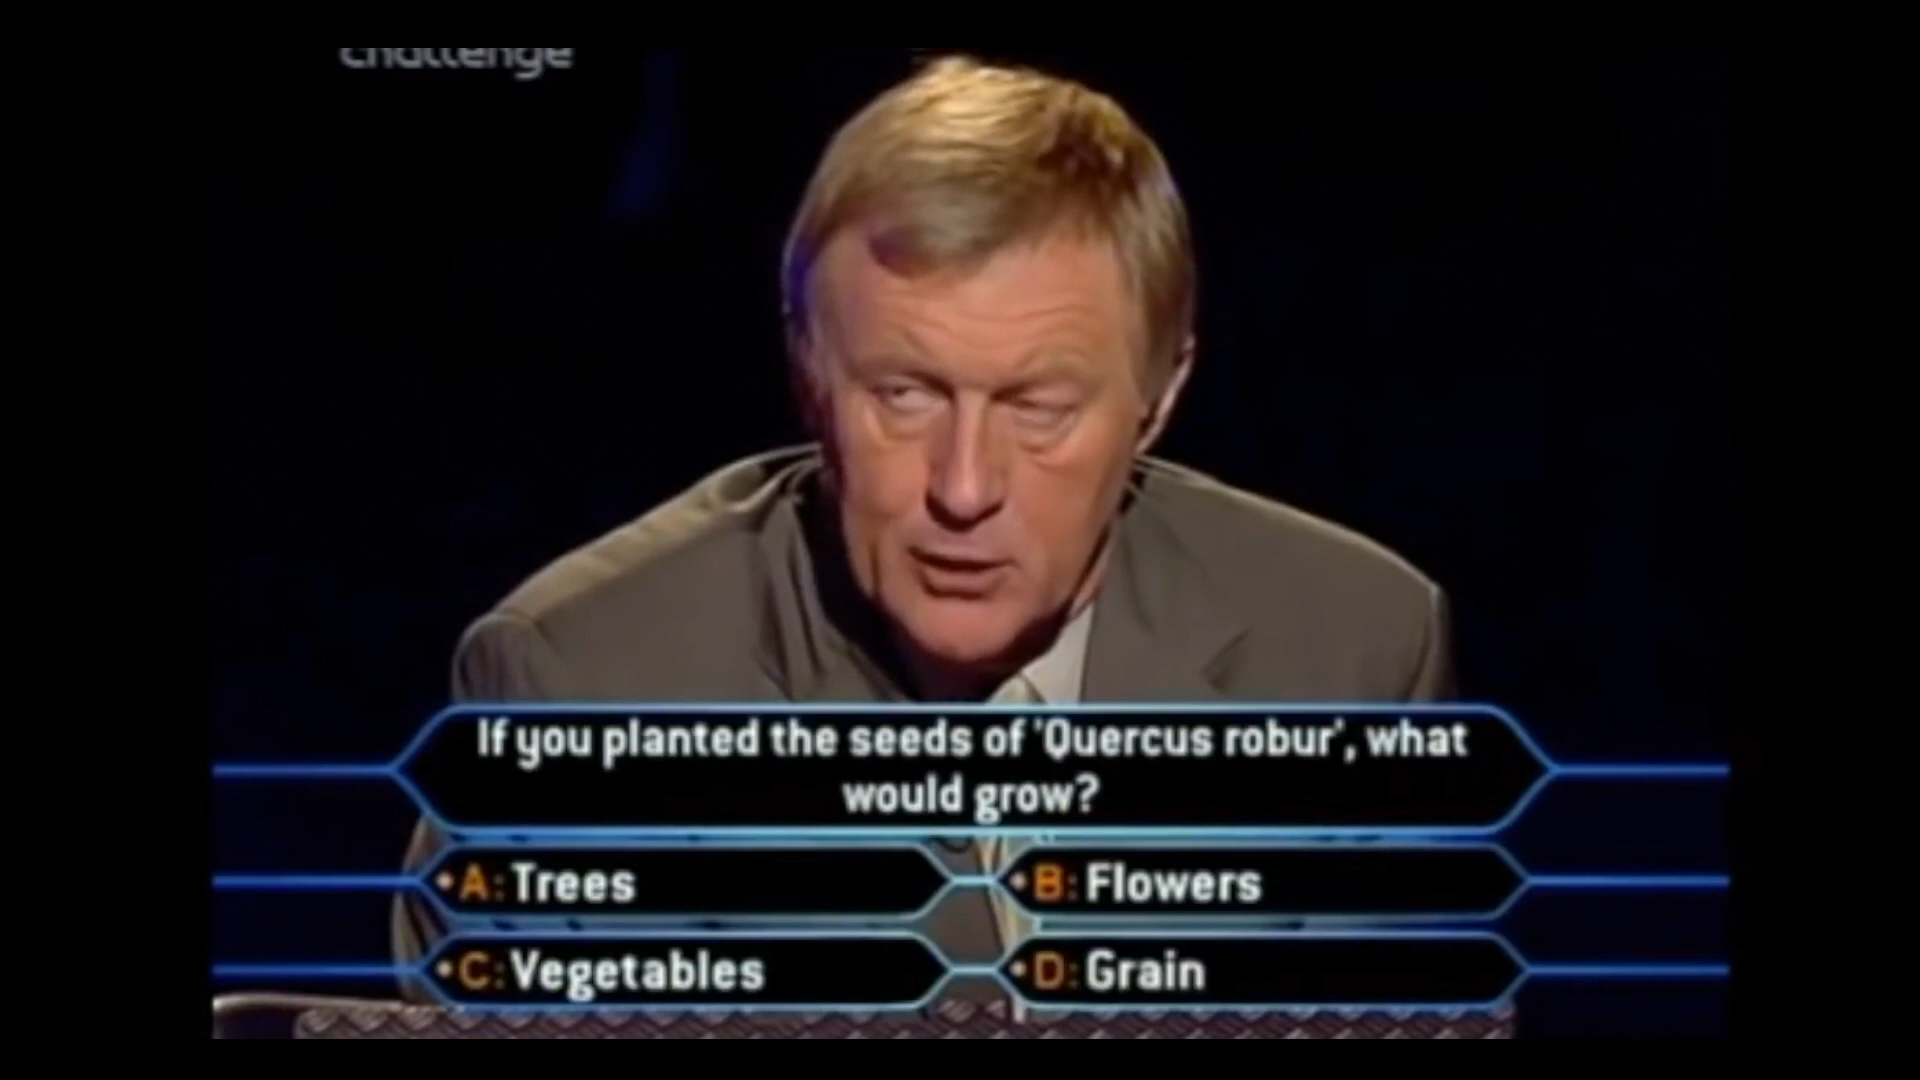 challenge
If you planted the seeds of 'Quercus robur', what
would grow?
A: Trees
B: Flowers
C: Vegetables
D: Grain